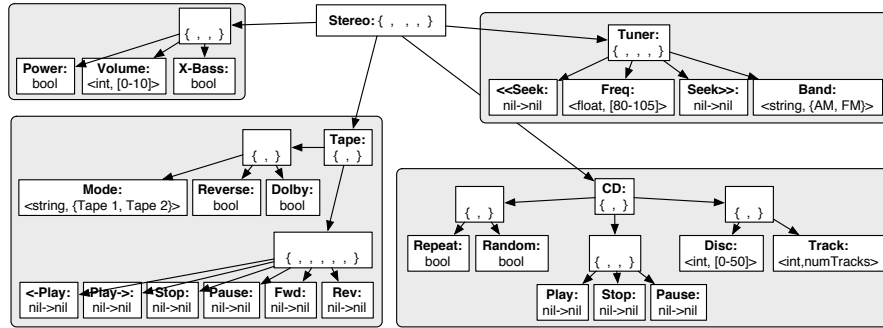 Stereo: { , , , }
{ , , }
Power:
bool
Volume:
<int, [0-10]>
X-Bass:
bool
Tuner:
{ , , , }
<<Seek:
nil->nil
Freq:
<float, [80-105]>
Seek>>:
nil->nil
Band:
<string, {AM, FM}>
Tape:
{ , }
{ , }
Mode:
<string, {Tape 1, Tape 2}>
Reverse:
bool
Dolby:
bool
{ , , , , , }
<-Play:
nil->nil
Play->:
nil->nil
Stop:
nil->nil
Pause:
nil->nil
Fwd:
nil->nil
Rev:
nil->nil
CD:
{ , }
{ , }
Repeat:
bool
Random:
bool
{ , , }
Play:
nil->nil
Stop:
nil->nil
Pause:
nil->nil
{ , }
Disc:
<int, [0-50]>
Track:
<int,numTracks>